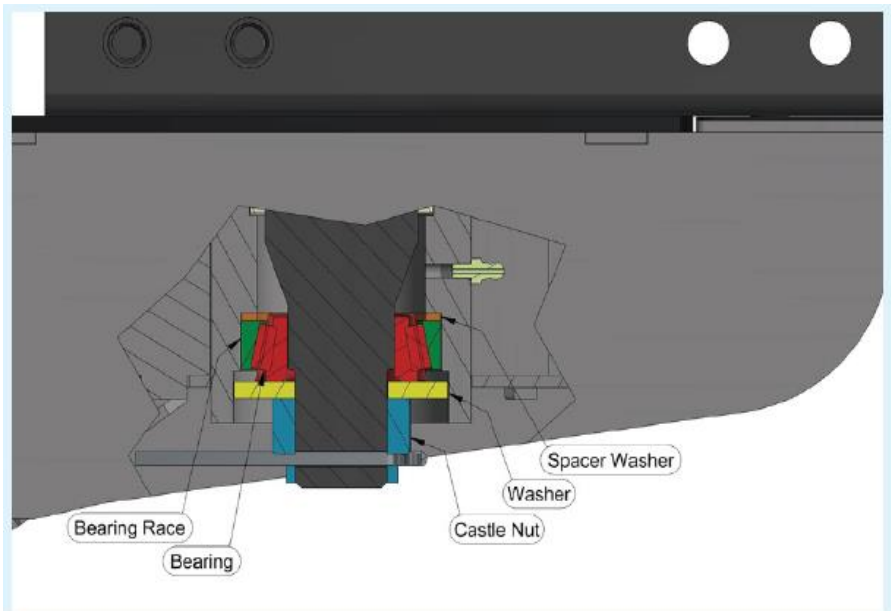 Spacer Washer
Washer
Bearing Race
Castle Nut
Bearing